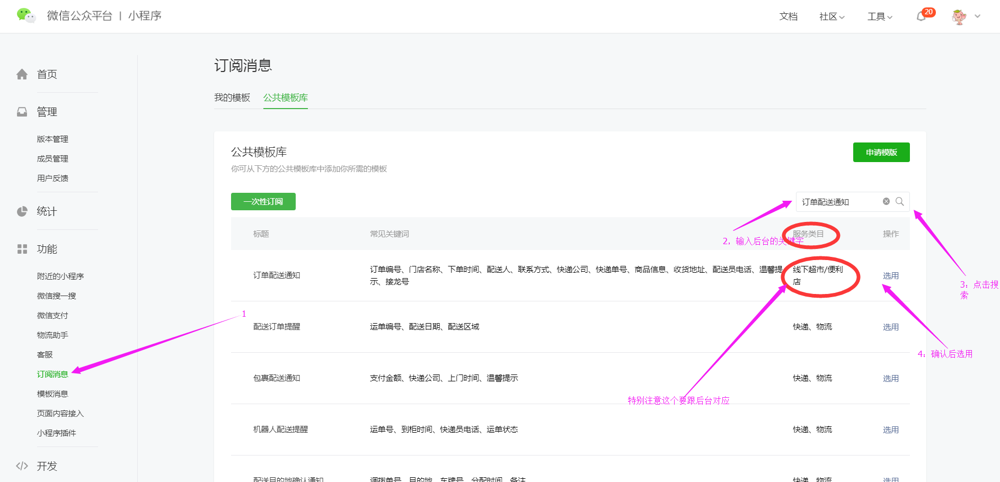 微信公众平台 | 小程序
文档
社区
工具
20
首页
管理
版本管理
成员管理
用户反馈
统计
功能
附近的小程序
微信搜一搜
微信支付
物流助手
客服
订阅消息
模板消息
页面内容接入
小程序插件
开发
订阅消息
我的模板
公共模板库
公共模板库
申请模版
你可从下方的公共模板库中添加你所需的模板
一次性订阅
订单配送通知
标题
常见关键词
服务类目
操作
2，输入后台的关键字
订单配送通知
订单编号、门店名称、下单时间、配送人、联系方式、快递公司、快递单号、商品信息、收货地址、配送员电话、温馨提
示、接龙号
线下超市/便利
店
选用
3：点击搜
索
1
配送订单提醒
运单编号、配送日期、配送区域
快递、物流
选用
4：确认后选用
包裹配送通知
支付金额、快递公司、上门时间、温馨提示
快递、物流
选用
特别注意这个要跟后台对应
机器人配送提醒
运单号、到柜时间、快递员电话、运单状态
快递、物流
选用
配送目的地确认通知
调拨单号、目的地、车牌号、分配时间、备注
快递、物流
选用